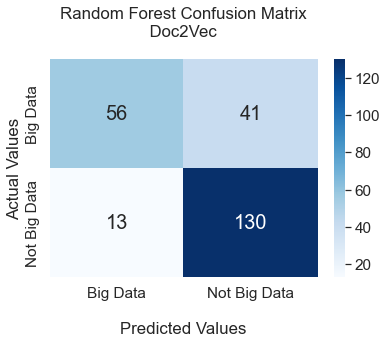 Random Forest Confusion Matrix
Doc2Vec
Actual Values
Big Data
Not Big Data
56
41
13
130
Big Data
Not Big Data
Predicted Values
120
100
80
60
40
20